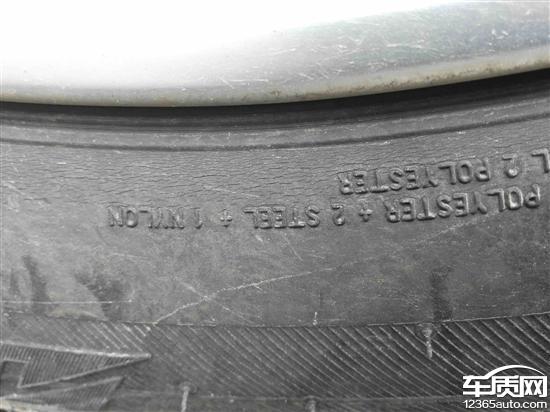 POLYESTER + 2 STEEL + 1 NYLON
L 2 POLYESTER
车质网
12365auto.com